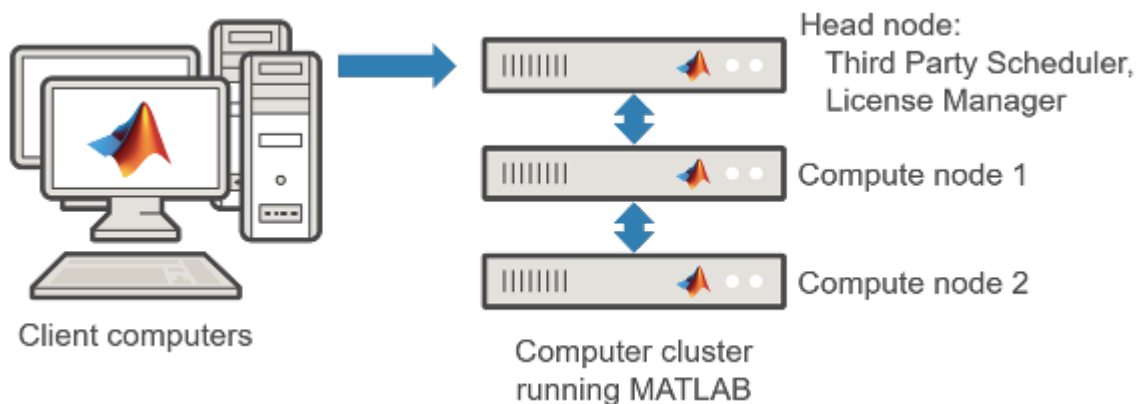 Head node:
Third Party Scheduler,
License Manager
Compute node 1
Compute node 2
Client computers
Computer cluster
running MATLAB